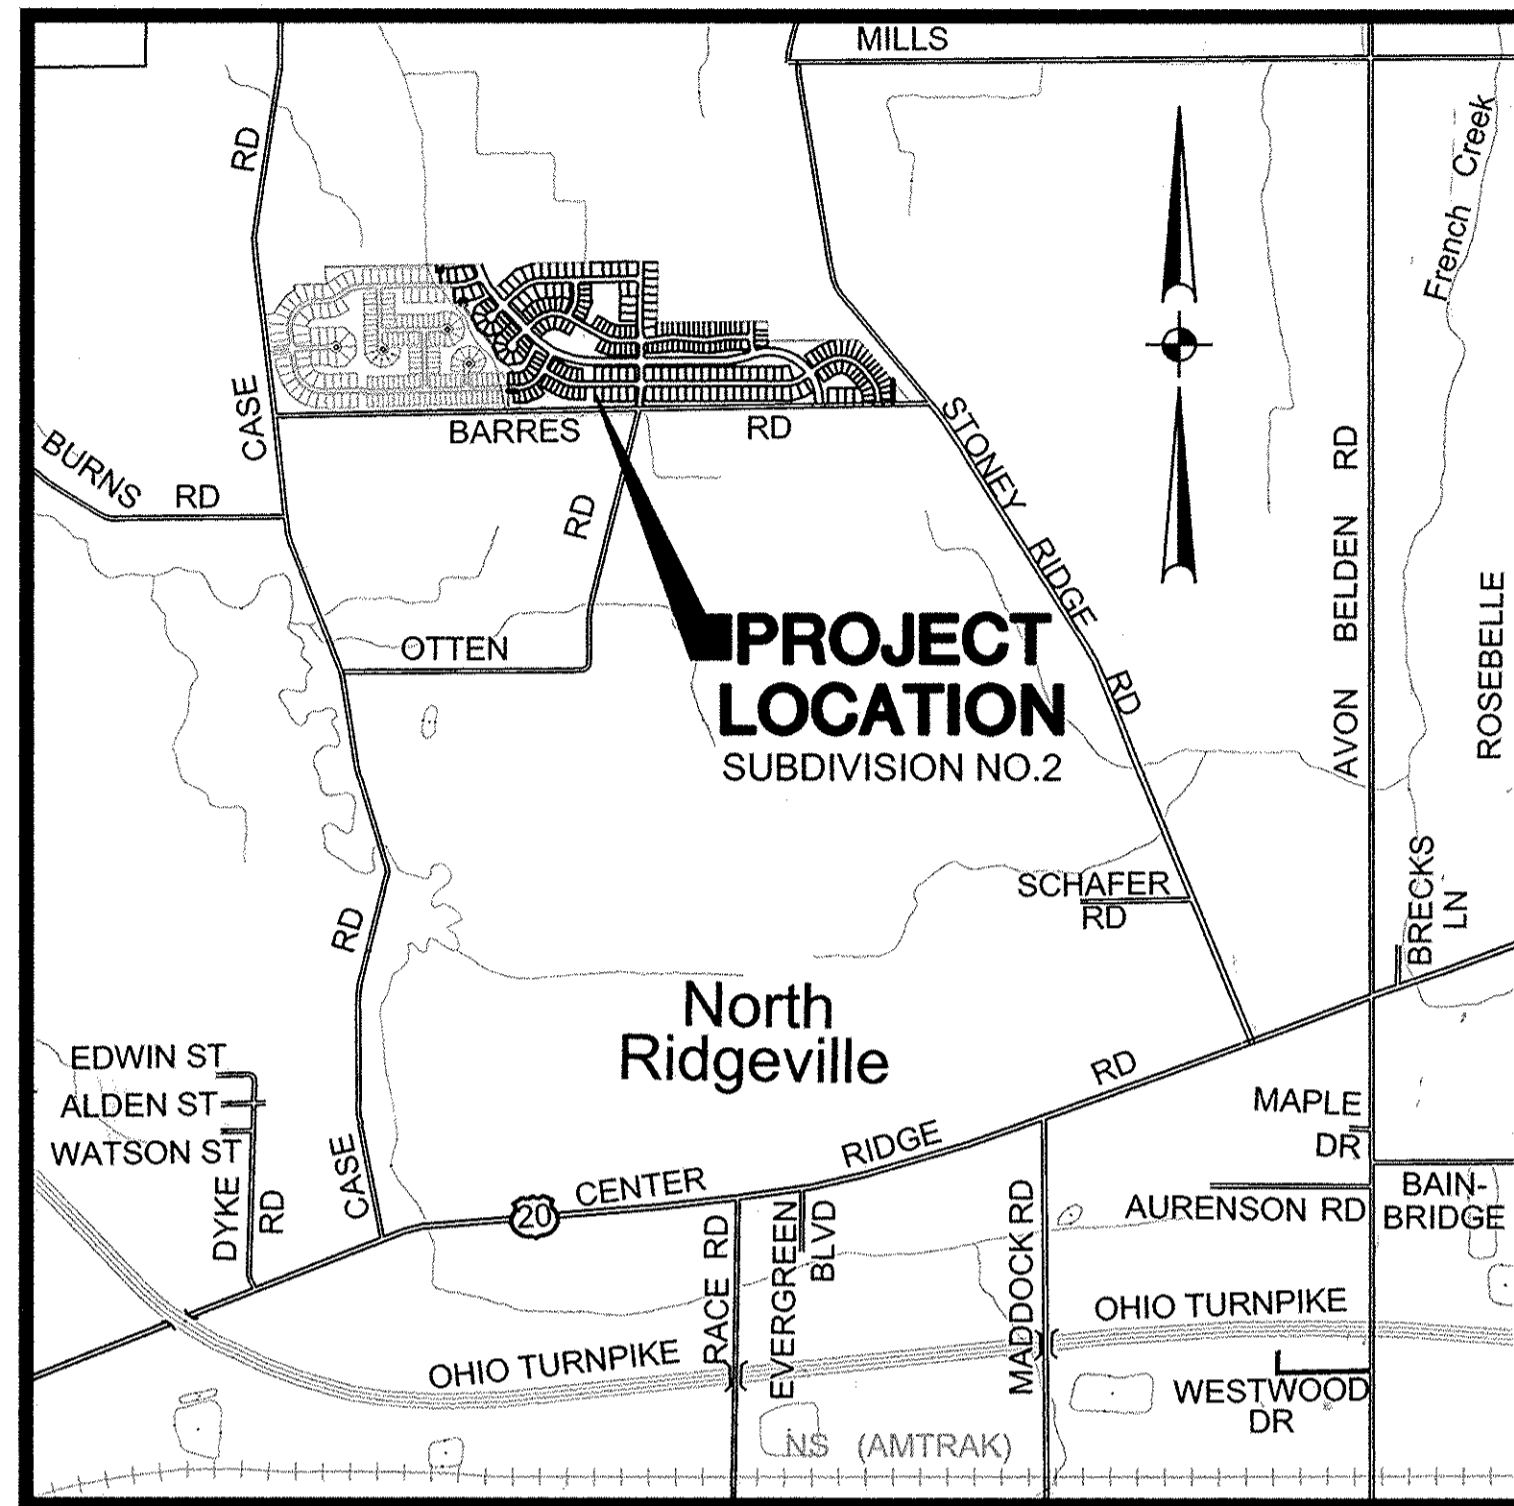 MILLS
RD
French Creek
CASE
BARRES RD
STONEY RIDGE RD
AVON BELDEN RD
BURNS RD
RD
OTTEN
PROJECT
LOCATION
SUBDIVISION NO.2
ROSEBELLE
SCHAFER
RD
BRECKS
LN
RD
North
Ridgeville
EDWIN ST
ALDEN ST
WATSON ST
DYKE
RD
CASE
20
CENTER RIDGE RD
MAPLE
DR
AURENSON RD
BAIN-
BRIDGE
RACE RD
EVERGREEN
BLVD
MADDOCK RD
OHIO TURNPIKE
OHIO TURNPIKE
WESTWOOD
DR
NS (AMTRAK)